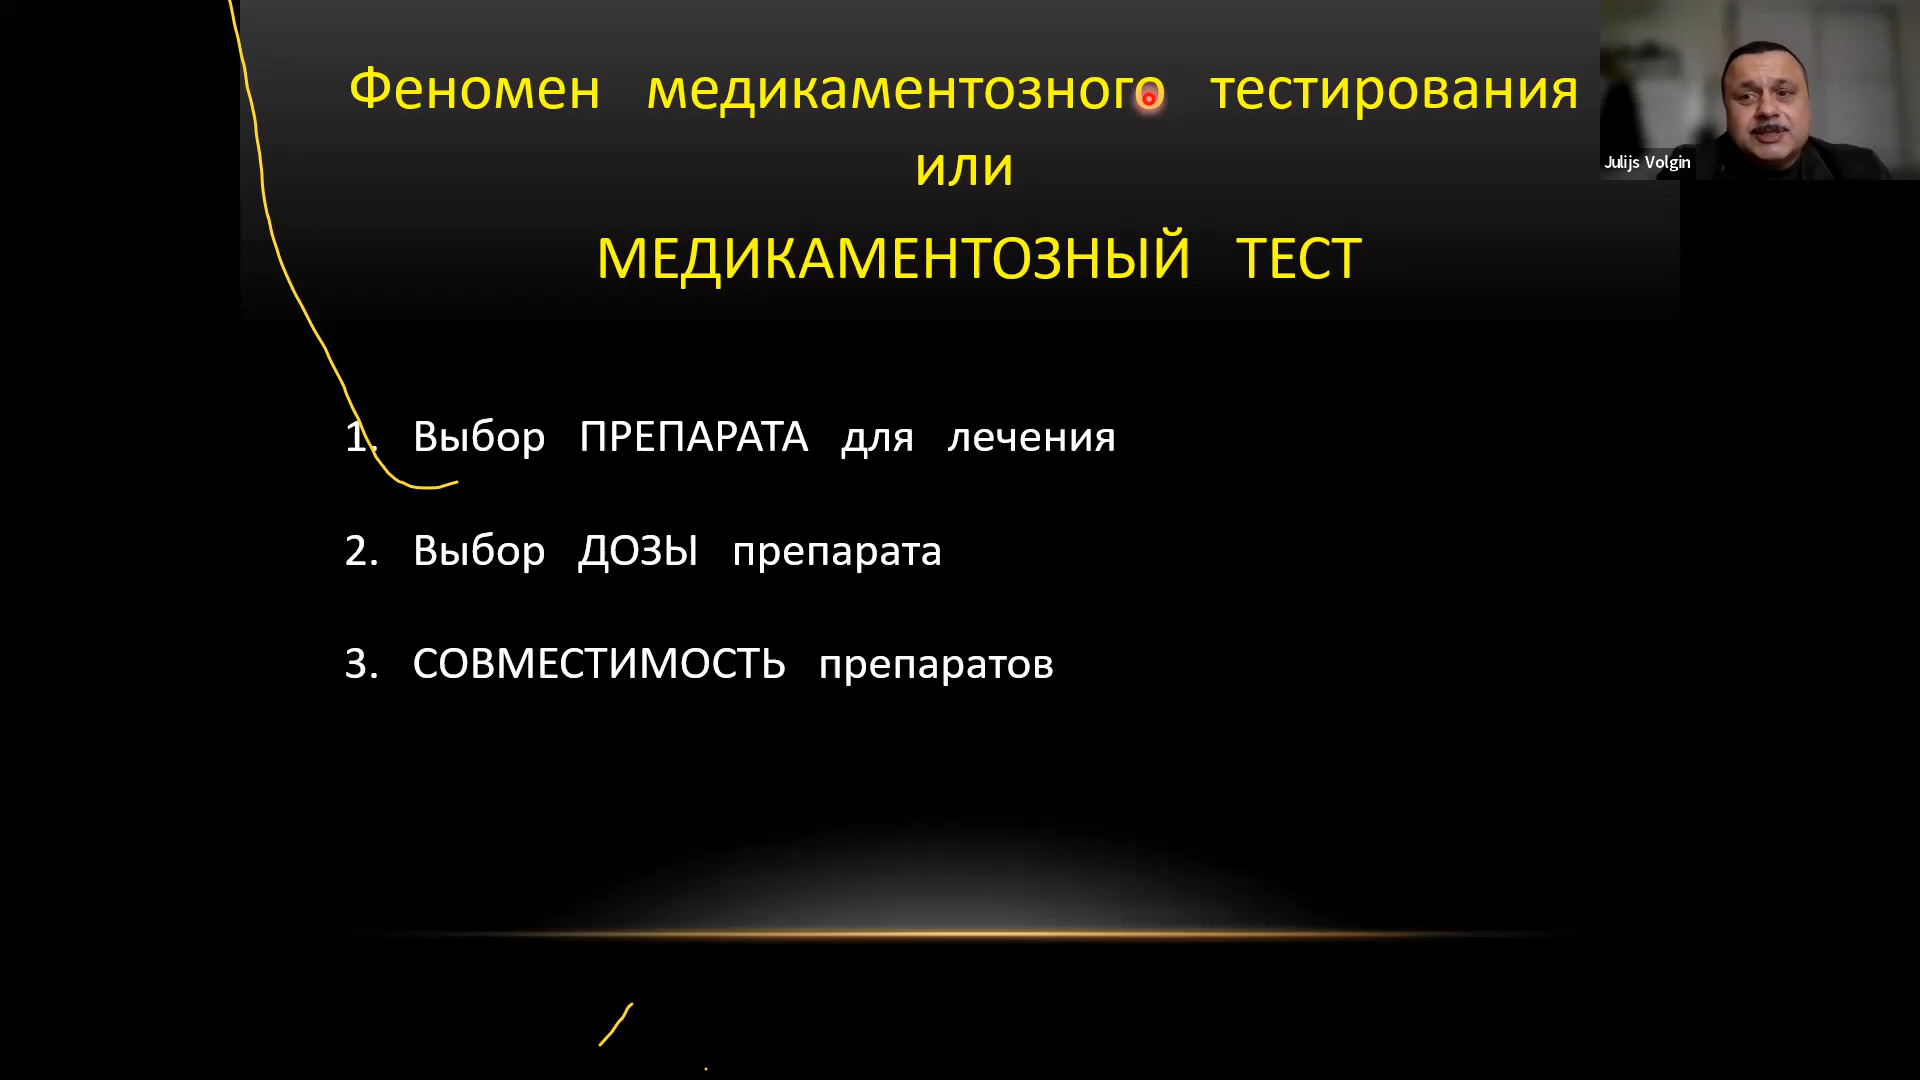 Феномен медикаментозного тестирования
или
МЕДИКАМЕНТОЗНЫЙ ТЕСТ
Julijs Volgin
1. Выбор ПРЕПАРАТА для лечения
2. Выбор ДОЗЫ препарата
3. СОВМЕСТИМОСТЬ препаратов